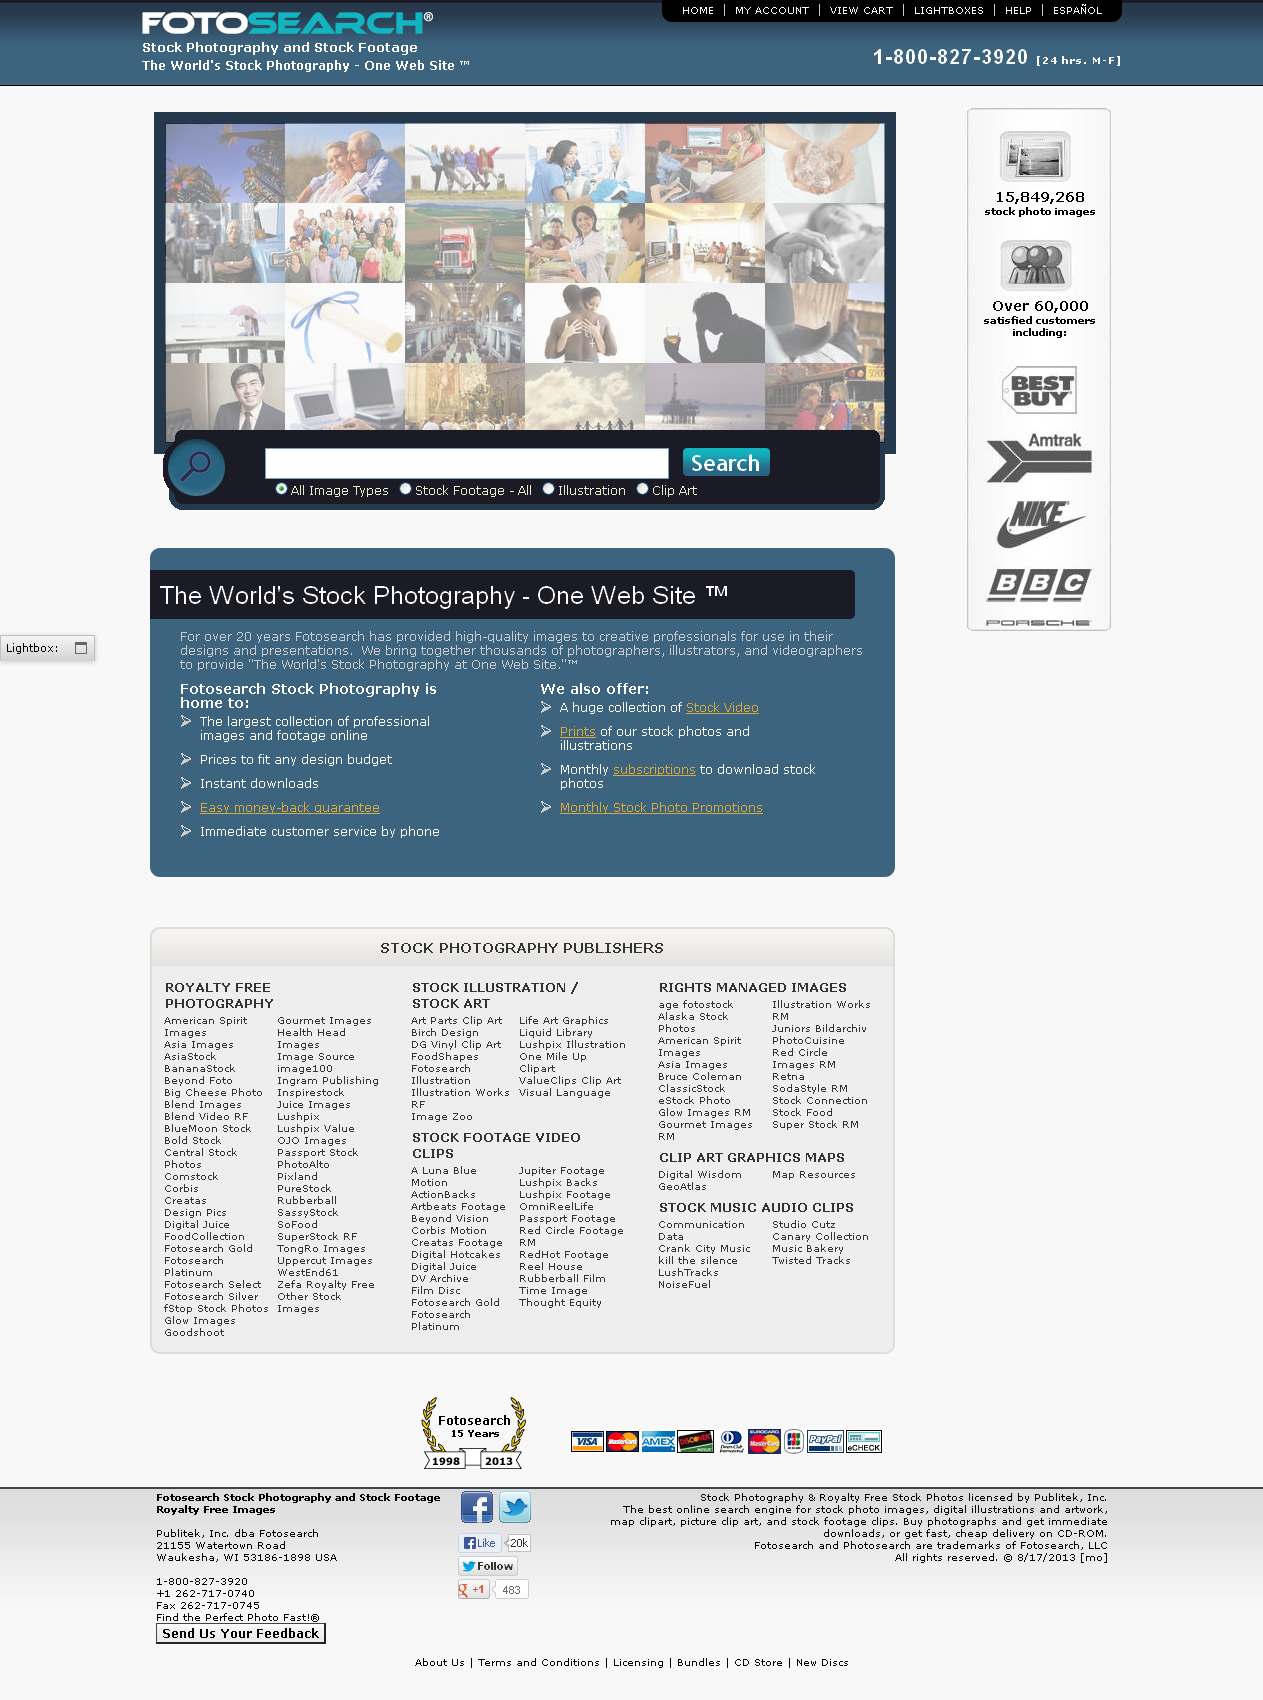 FOTOSEARCH®
Stock Photography and Stock Footage
The World's Stock Photography - One Web Site ™
HOME | MY ACCOUNT | VIEW CART | LIGHTBOXES | HELP | ESPAÑOL
1-800-827-3920 [24 hrs. M-F]
15,849,268
stock photo images
Over 60,000
satisfied customers
including:
BEST
BUY
Amtrak
NIKE
BBC
PORSCHE
Search
All Image Types Stock Footage - All Illustration Clip Art
The World's Stock Photography - One Web Site ™
Lightbox:
For over 20 years Fotosearch has provided high-quality images to creative professionals for use in their
designs and presentations. We bring together thousands of photographers, illustrators, and videographers
to provide "The World's Stock Photography at One Web Site."™
Fotosearch Stock Photography is
home to:
The largest collection of professional
images and footage online
Prices to fit any design budget
Instant downloads
Easy money-back guarantee
Immediate customer service by phone
We also offer:
A huge collection of Stock Video
Prints of our stock photos and
illustrations
Monthly subscriptions to download stock
photos
Monthly Stock Photo Promotions
STOCK PHOTOGRAPHY PUBLISHERS
ROYALTY FREE
PHOTOGRAPHY
American Spirit
Images
Asia Images
AsiaStock
BananaStock
Beyond Foto
Big Cheese Photo
Blend Images
Blend Video RF
BlueMoon Stock
Bold Stock
Central Stock
Photos
Comstock
Corbis
Creatas
Design Pics
Digital Juice
FoodCollection
Fotosearch Gold
Fotosearch
Platinum
Fotosearch Select
Fotosearch Silver
fStop Stock Photos
Glow Images
Goodshoot
Gourmet Images
Health Head
Images
Image Source
image100
Ingram Publishing
Inspirestock
Juice Images
Lushpix
Lushpix Value
OJO Images
Passport Stock
PhotoAlto
Pixland
PureStock
Rubberball
SassyStock
SoFood
SuperStock RF
TongRo Images
Uppercut Images
WestEnd61
Zefa Royalty Free
Other Stock
Images
STOCK ILLUSTRATION /
STOCK ART
Art Parts Clip Art
Birch Design
DG Vinyl Clip Art
FoodShapes
Fotosearch
Illustration
Illustration Works
RF
Image Zoo
Life Art Graphics
Liquid Library
Lushpix Illustration
One Mile Up
Clipart
ValueClips Clip Art
Visual Language
STOCK FOOTAGE VIDEO
CLIPS
A Luna Blue
Motion
ActionBacks
Artbeats Footage
Beyond Vision
Corbis Motion
Creatas Footage
Digital Hotcakes
Digital Juice
DV Archive
Film Disc
Fotosearch Gold
Fotosearch
Platinum
Jupiter Footage
Lushpix Backs
Lushpix Footage
OmniReelLife
Passport Footage
Red Circle Footage
RM
RedHot Footage
Reel House
Rubberball Film
Time Image
Thought Equity
RIGHTS MANAGED IMAGES
age fotostock
Alaska Stock
Photos
American Spirit
Images
Asia Images
Bruce Coleman
ClassicStock
eStock Photo
Glow Images RM
Gourmet Images
RM
Illustration Works
RM
Juniors Bildarchiv
PhotoCuisine
Red Circle
Images RM
Retna
SodaStyle RM
Stock Connection
Stock Food
Super Stock RM
CLIP ART GRAPHICS MAPS
Digital Wisdom
GeoAtlas
Map Resources
STOCK MUSIC AUDIO CLIPS
Communication
Data
Crank City Music
kill the silence
LushTracks
NoiseFuel
Studio Cutz
Canary Collection
Music Bakery
Twisted Tracks
Fotosearch
15 Years
1998 2013
VISA MasterCard AMEX DISCOVER Diners Club International EUROCARD MasterCard JCB PayPal eCHECK
Fotosearch Stock Photography and Stock Footage
Royalty Free Images
Publitek, Inc. dba Fotosearch
21155 Watertown Road
Waukesha, WI 53186-1898 USA
1-800-827-3920
+1 262-717-0740
Fax 262-717-0745
Find the Perfect Photo Fast!®
Send Us Your Feedback
Like 20k
Follow
+1 483
Stock Photography & Royalty Free Stock Photos licensed by Publitek, Inc.
The best online search engine for stock photo images, digital illustrations and artwork,
map clipart, picture clip art, and stock footage clips. Buy photographs and get immediate
downloads, or get fast, cheap delivery on CD-ROM.
Fotosearch and Photosearch are trademarks of Fotosearch, LLC
All rights reserved. © 8/17/2013 [mo]
About Us | Terms and Conditions | Licensing | Bundles | CD Store | New Discs